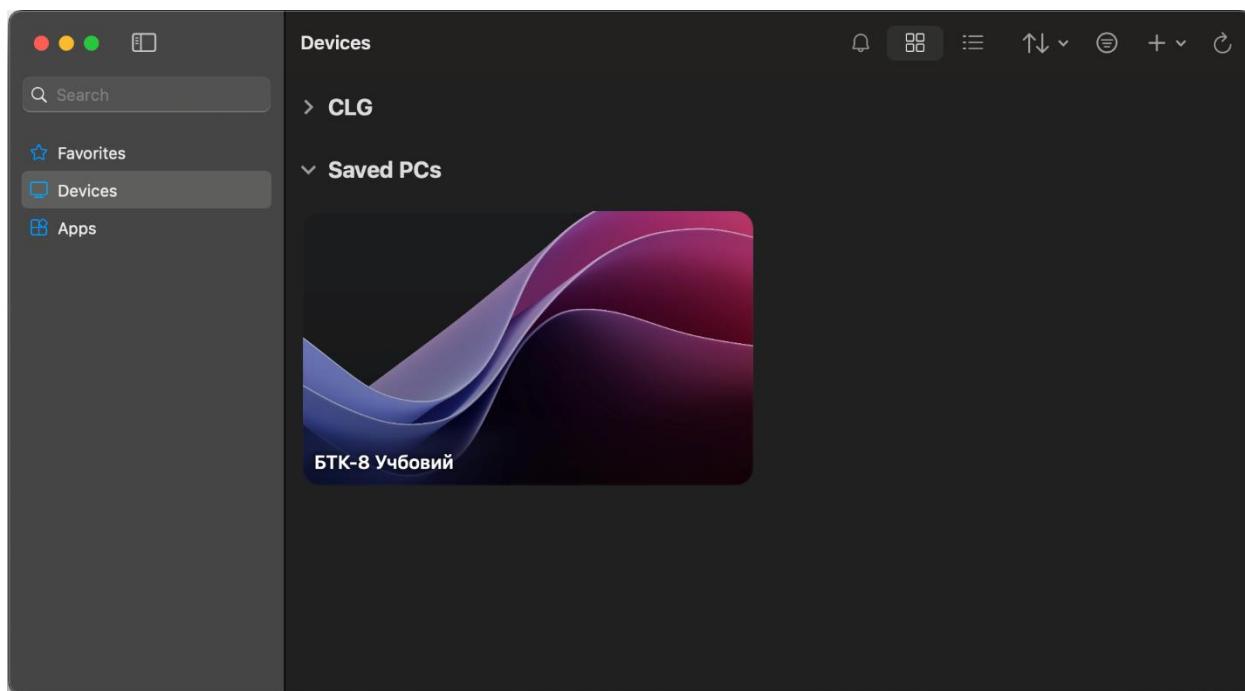 Devices
Search
Favorites
Devices
Apps
CLG
Saved PCs
БТК-8 Учбовий